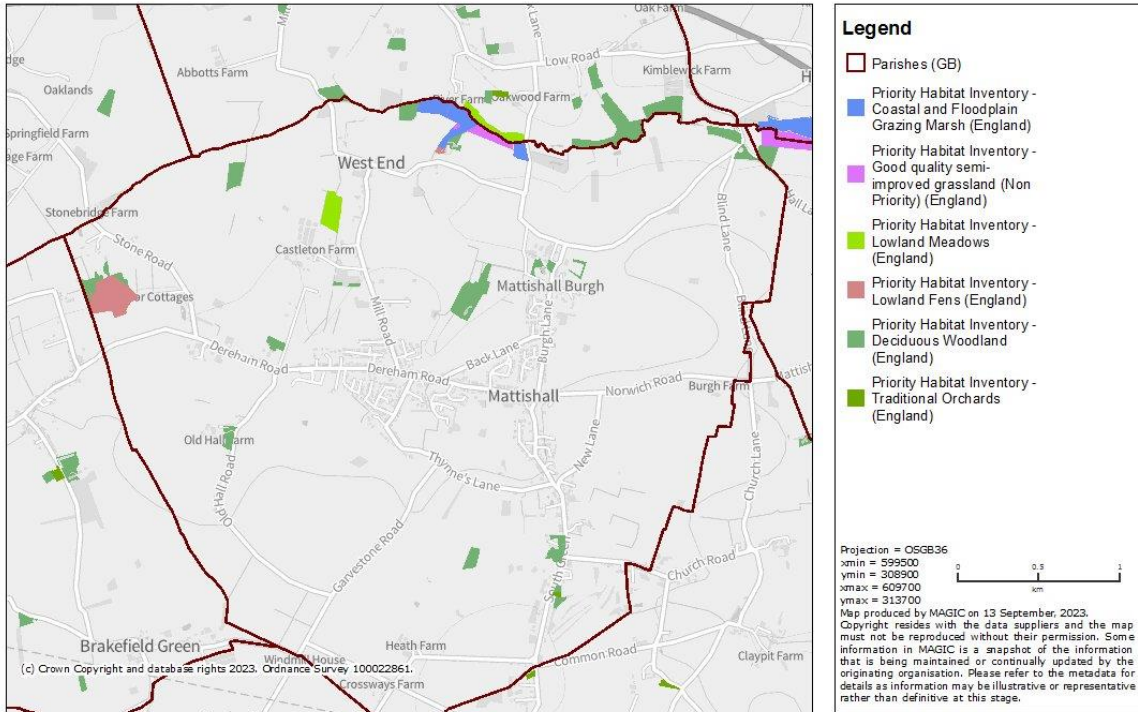 Oak Farm
Low Road
Kimblewick Farm
Abbotts Farm
Oaklands
River Farm
Oakwood Farm
Springfield Farm
West End
Blind Lane
Stonebridge Farm
Stone Road
Castleton Farm
Mattishall Burgh
Cottages
Mill Road
Burgh Lane
Back Lane
Dereham Road
Dereham Road
Norwich Road
Burgh Farm
Mattishall
Old Hall Farm
New Lane
Thynne's Lane
Church Lane
Old Hall Road
Garvestone Road
South Green
Church Road
Brakefield Green
Heath Farm
Common Road
Windmill House
Claypit Farm
Crossways Farm
(c) Crown Copyright and database rights 2023. Ordnance Survey 100022861.
Legend
Parishes (GB)
Priority Habitat Inventory -
Coastal and Floodplain
Grazing Marsh (England)
Priority Habitat Inventory -
Good quality semi-
improved grassland (Non
Priority) (England)
Priority Habitat Inventory -
Lowland Meadows
(England)
Priority Habitat Inventory -
Lowland Fens (England)
Priority Habitat Inventory -
Deciduous Woodland
(England)
Priority Habitat Inventory -
Traditional Orchards
(England)
Projection = OSGB36
xmin = 599500
ymin = 308900
xmax = 609700
ymax = 313700
0 0.5 1
km
Map produced by MAGIC on 13 September, 2023.
Copyright resides with the data suppliers and the map
must not be reproduced without their permission. Some
information in MAGIC is a snapshot of the information
that is being maintained or continually updated by the
originating organisation. Please refer to the metadata for
details as information may be illustrative or representative
rather than definitive at this stage.